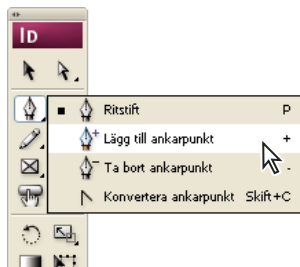 ID
Ritstift P
Lägg till ankarpunkt +
Ta bort ankarpunkt -
Konvertera ankarpunkt Skift+C